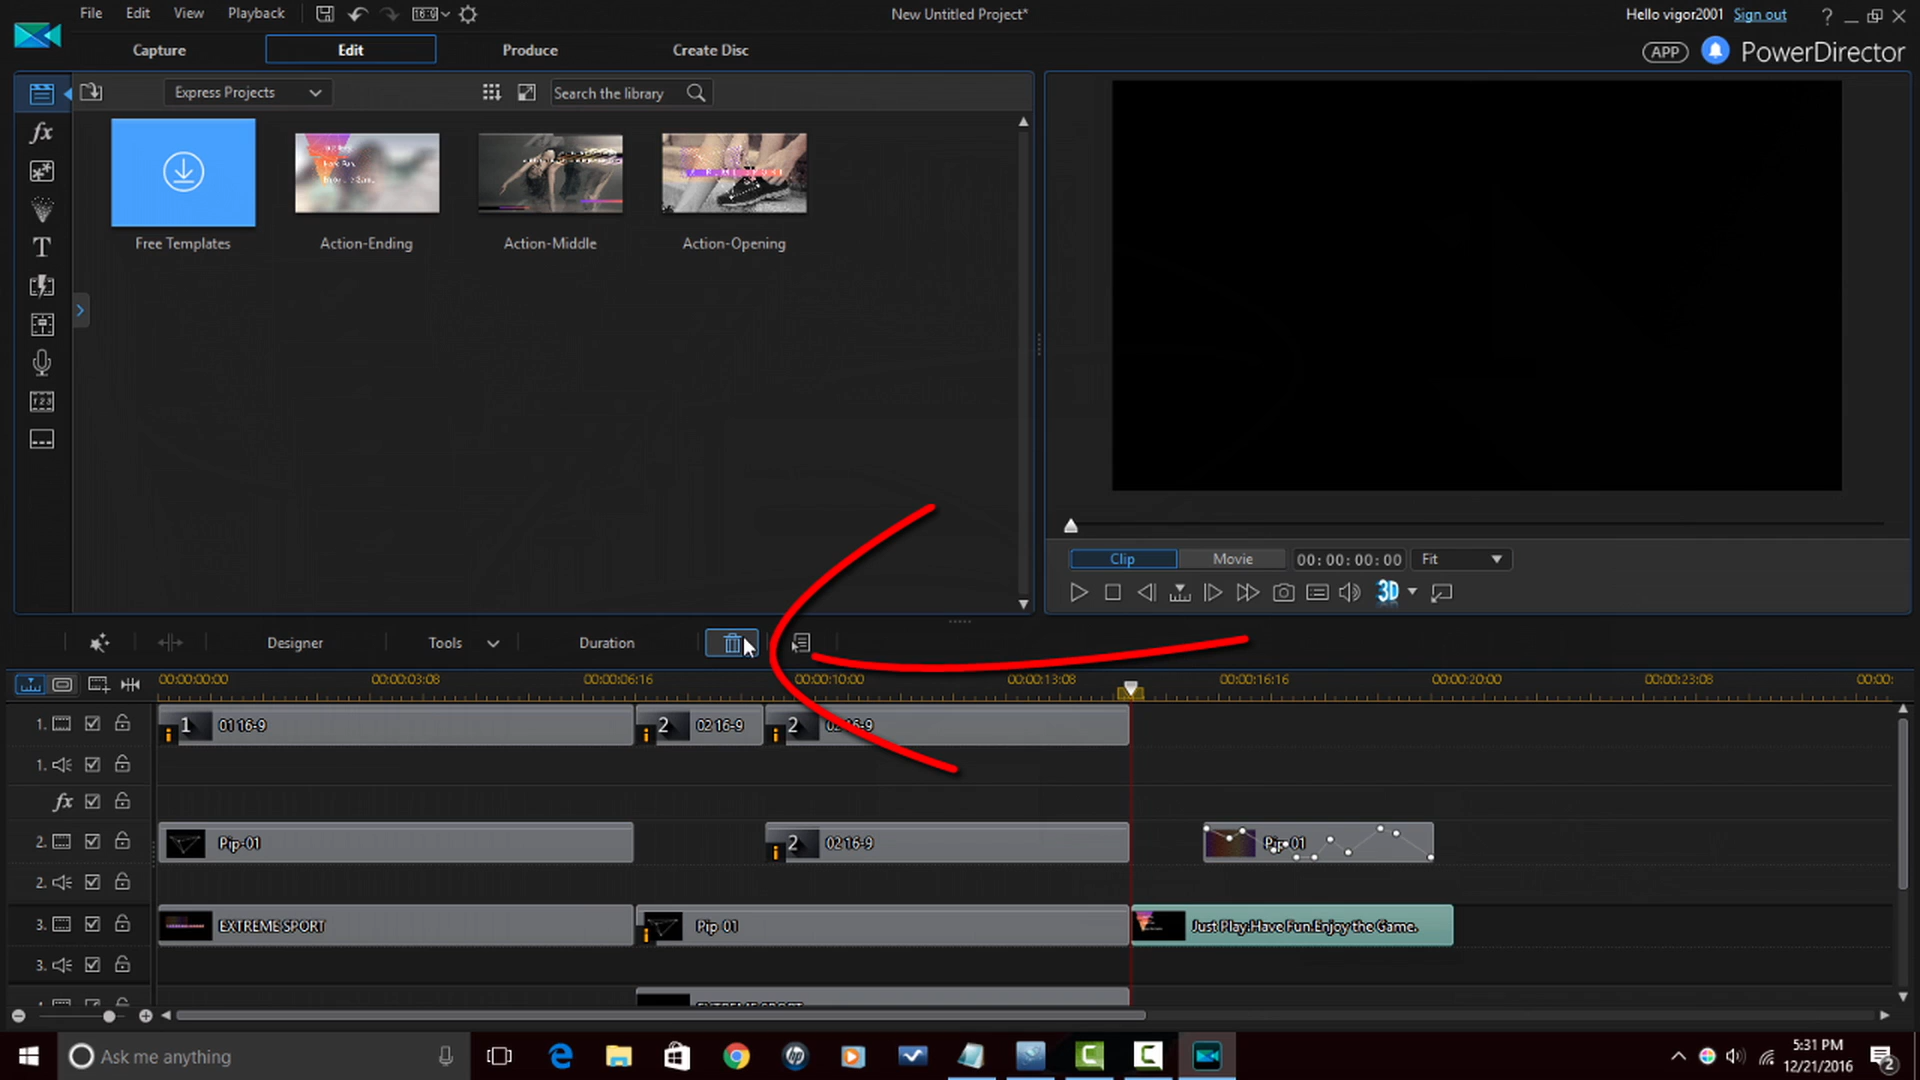 File Edit View Playback 16:9 New Untitled Project* Hello vigor2001 Sign out ?
Capture Edit Produce Create Disc APP PowerDirector
Express Projects Search the library
fx
T
Free Templates Action-Ending Action-Middle Action-Opening
Clip Movie 00:00:00:00 Fit
3D
Designer Tools Duration
00:00:00:00 00:00:03:08 00:00:06:16 00:00:10:00 00:00:13:08 00:00:16:16 00:00:20:00 00:00:23:08 00:00:
1. 1 01 16-9 2 02 16-9 2 02 16-9
1.
fx
2. Pip-01 2 02 16-9 Pip-01
2.
3. EXTREME SPORT Pip 01 Just Play.Have Fun.Enjoy the Game.
3.
EXTREME SPORT
Ask me anything 5:31 PM
12/21/2016 2